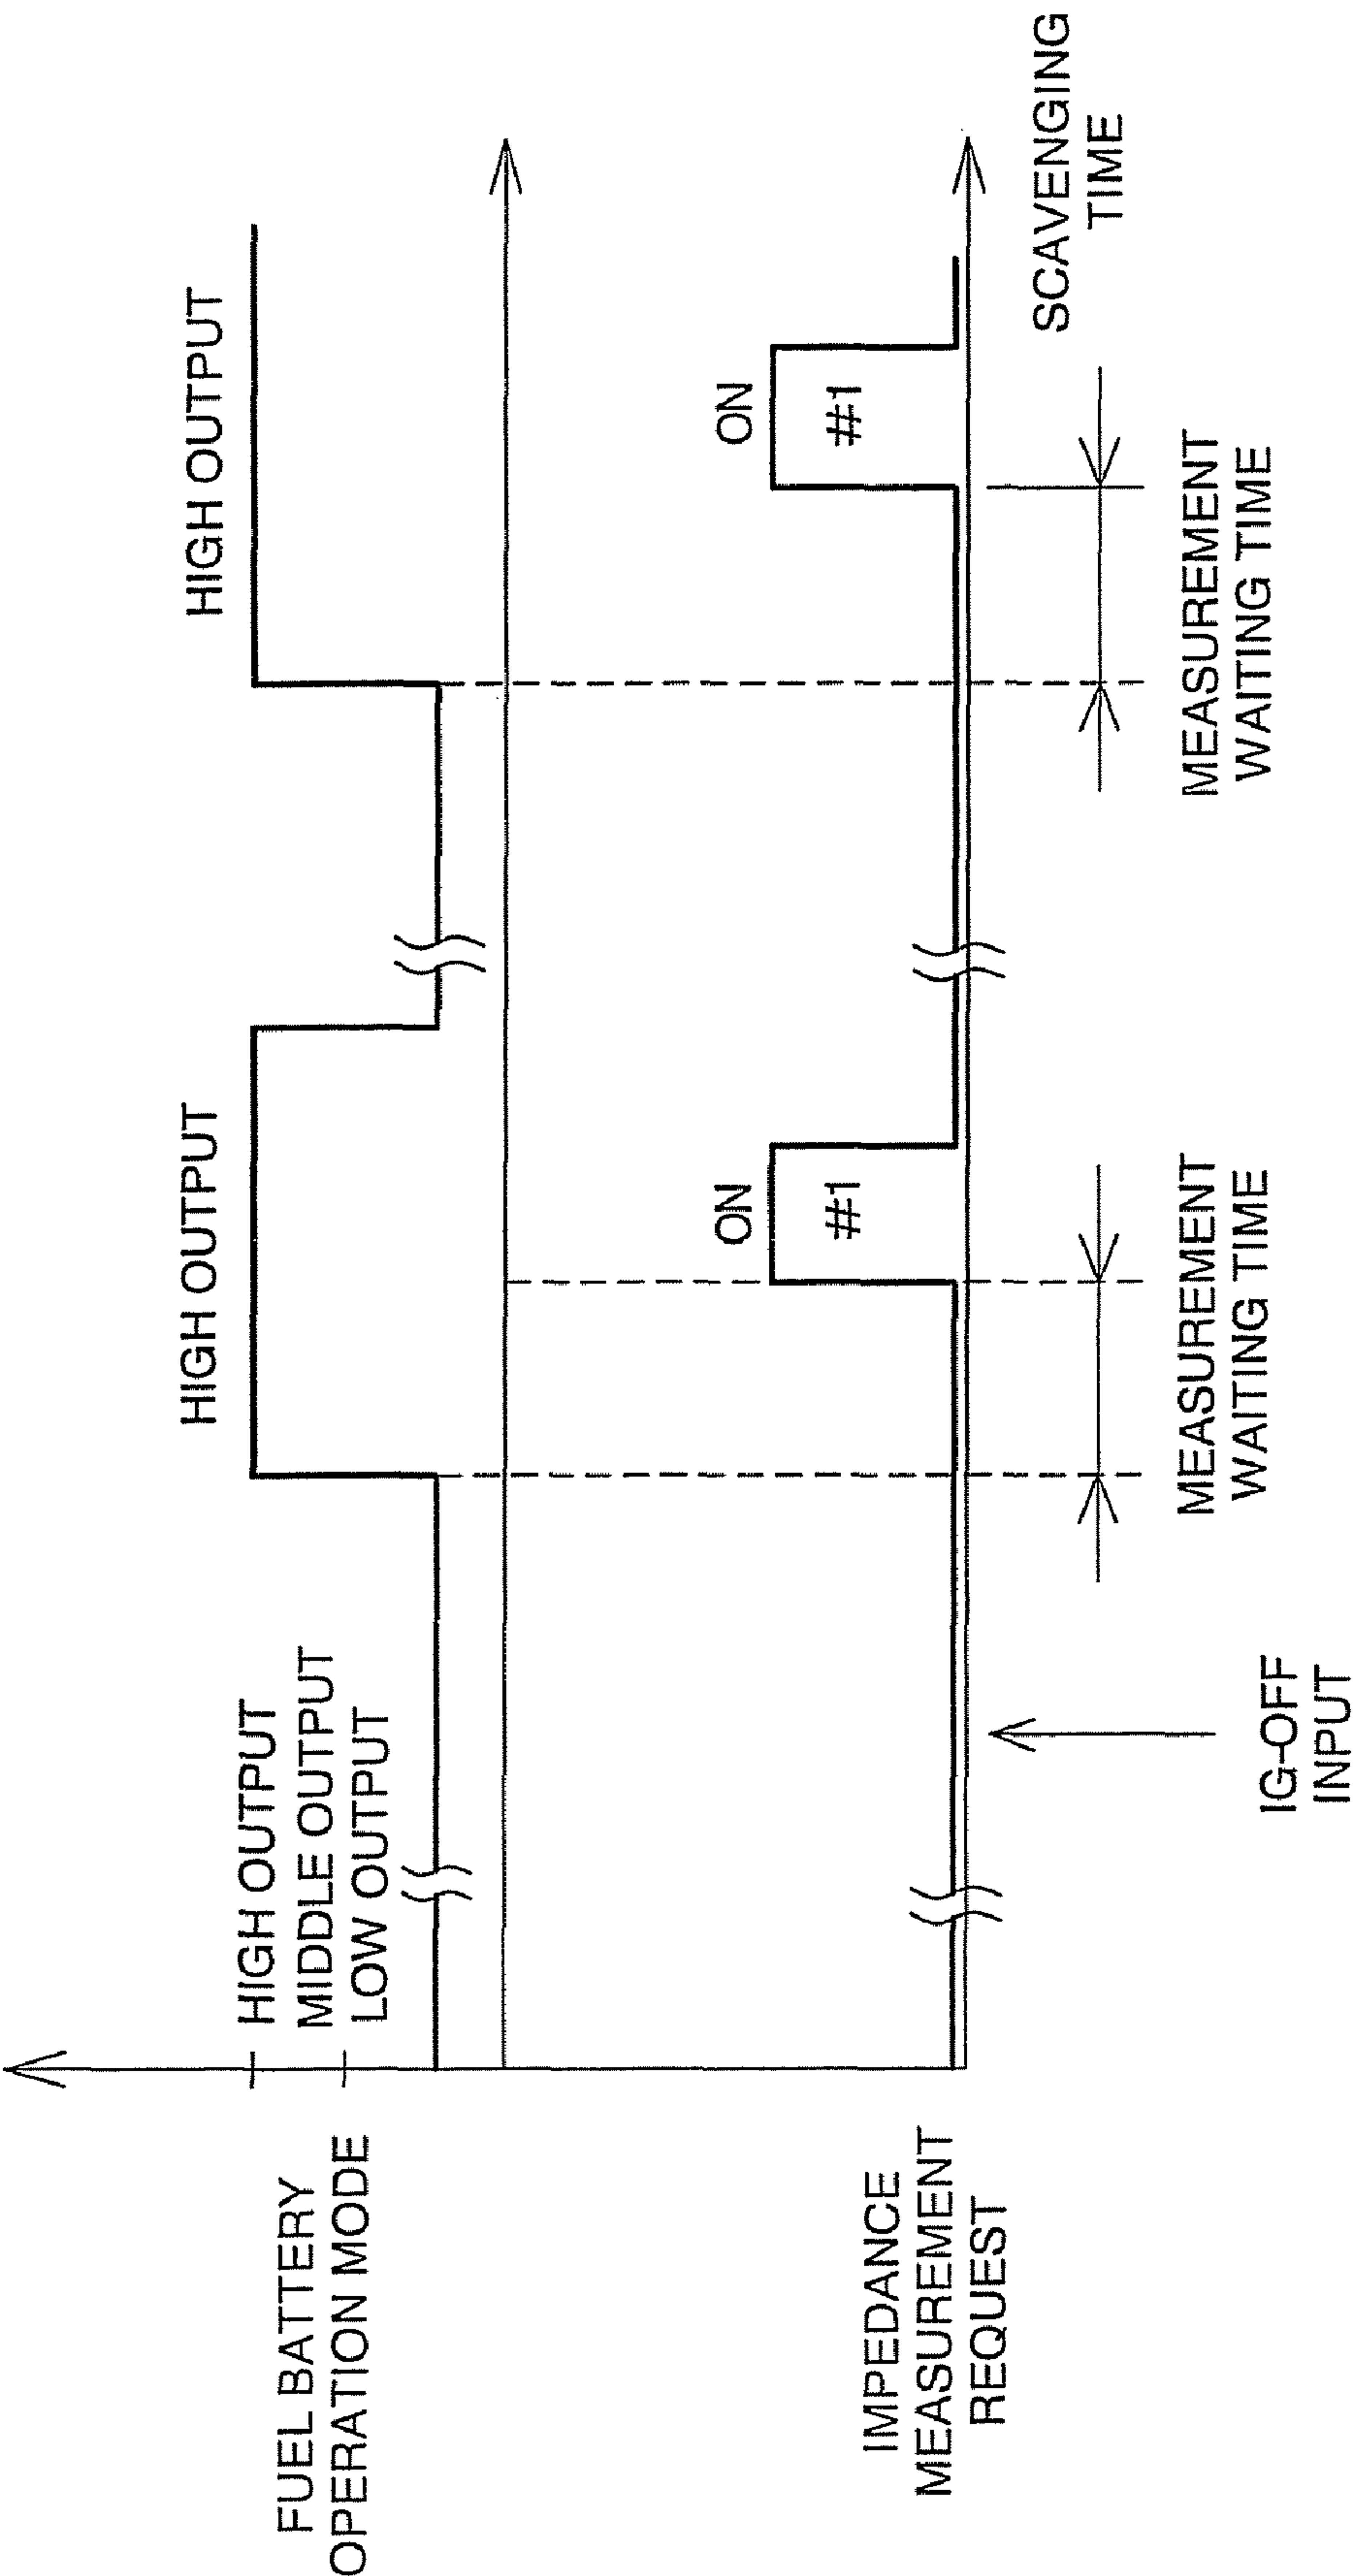 FUEL BATTERY
OPERATION MODE
HIGH OUTPUT
MIDDLE OUTPUT
LOW OUTPUT
HIGH OUTPUT
HIGH OUTPUT
IMPEDANCE
MEASUREMENT
REQUEST
ON
#1
ON
#1
IG-OFF
INPUT
MEASUREMENT
WAITING TIME
MEASUREMENT
WAITING TIME
SCAVENGING
TIME